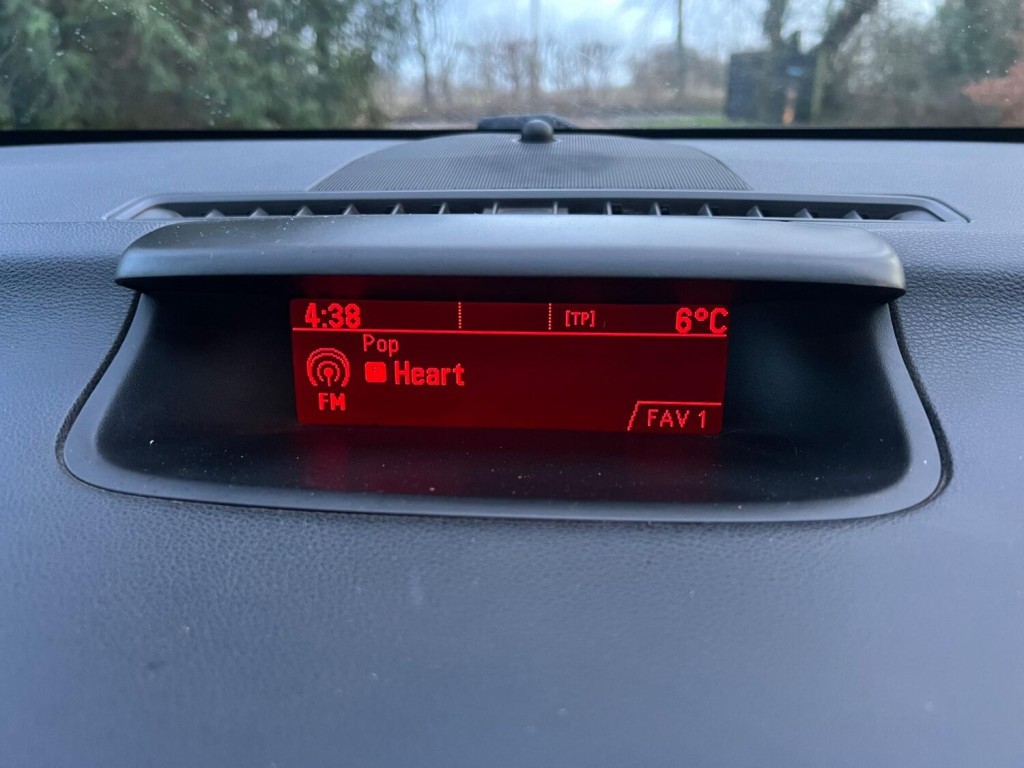 4:38 [TP] 6°C
Pop
Heart
FM
FAV 1